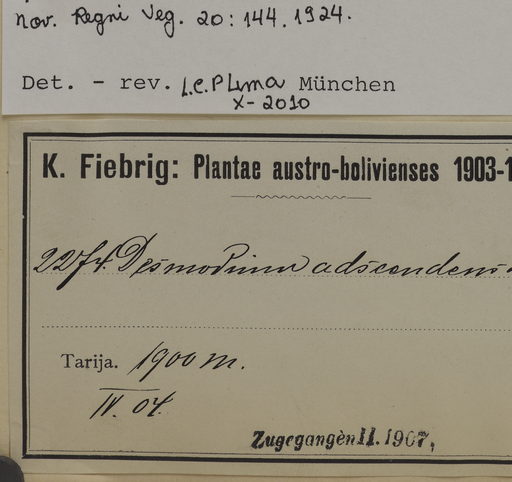 nov. Regni Veg. 20: 144. 1924.
Det. - rev. L.C.P Lima München
X-2010
K. Fiebrig: Plantae austro-bolivienses 1903-1
2274. Desmodium adscendens
Tarija. 1900 m.
IV. 04.
Zugegangen 11. 1907,